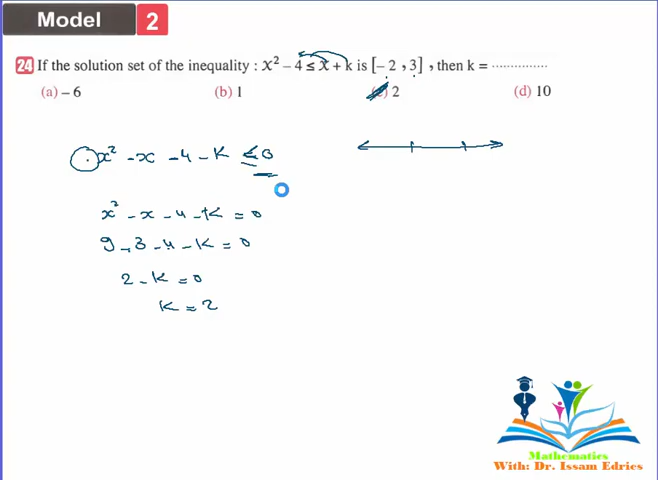 Model 2
24 If the solution set of the inequality : x² – 4 ≤ x + k is [– 2 , 3] , then k = ...............
(a) – 6 (b) 1 (c) 2 (d) 10
x² - x - 4 - k ≤ 0
x² - x - 4 - k = 0
9 - 3 - 4 - k = 0
2 - k = 0
k = 2
Mathematics
With: Dr. Issam Edries